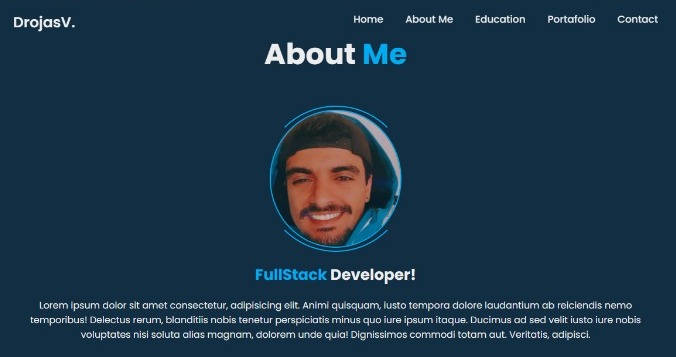 DrojasV.
Home About Me Education Portafolio Contact
About Me
FullStack Developer!
Lorem ipsum dolor sit amet consectetur, adipisicing elit. Animi quisquam, iusto tempora dolore laudantium ab reiciendis nemo
temporibus! Delectus rerum, blanditiis nobis tenetur perspiciatis minus quo iure ipsum itaque. Ducimus ad sed velit iusto iure nobis
voluptates nisi soluta alias magnam, dolorem unde quia! Dignissimos commodi totam aut. Veritatis, adipisci.